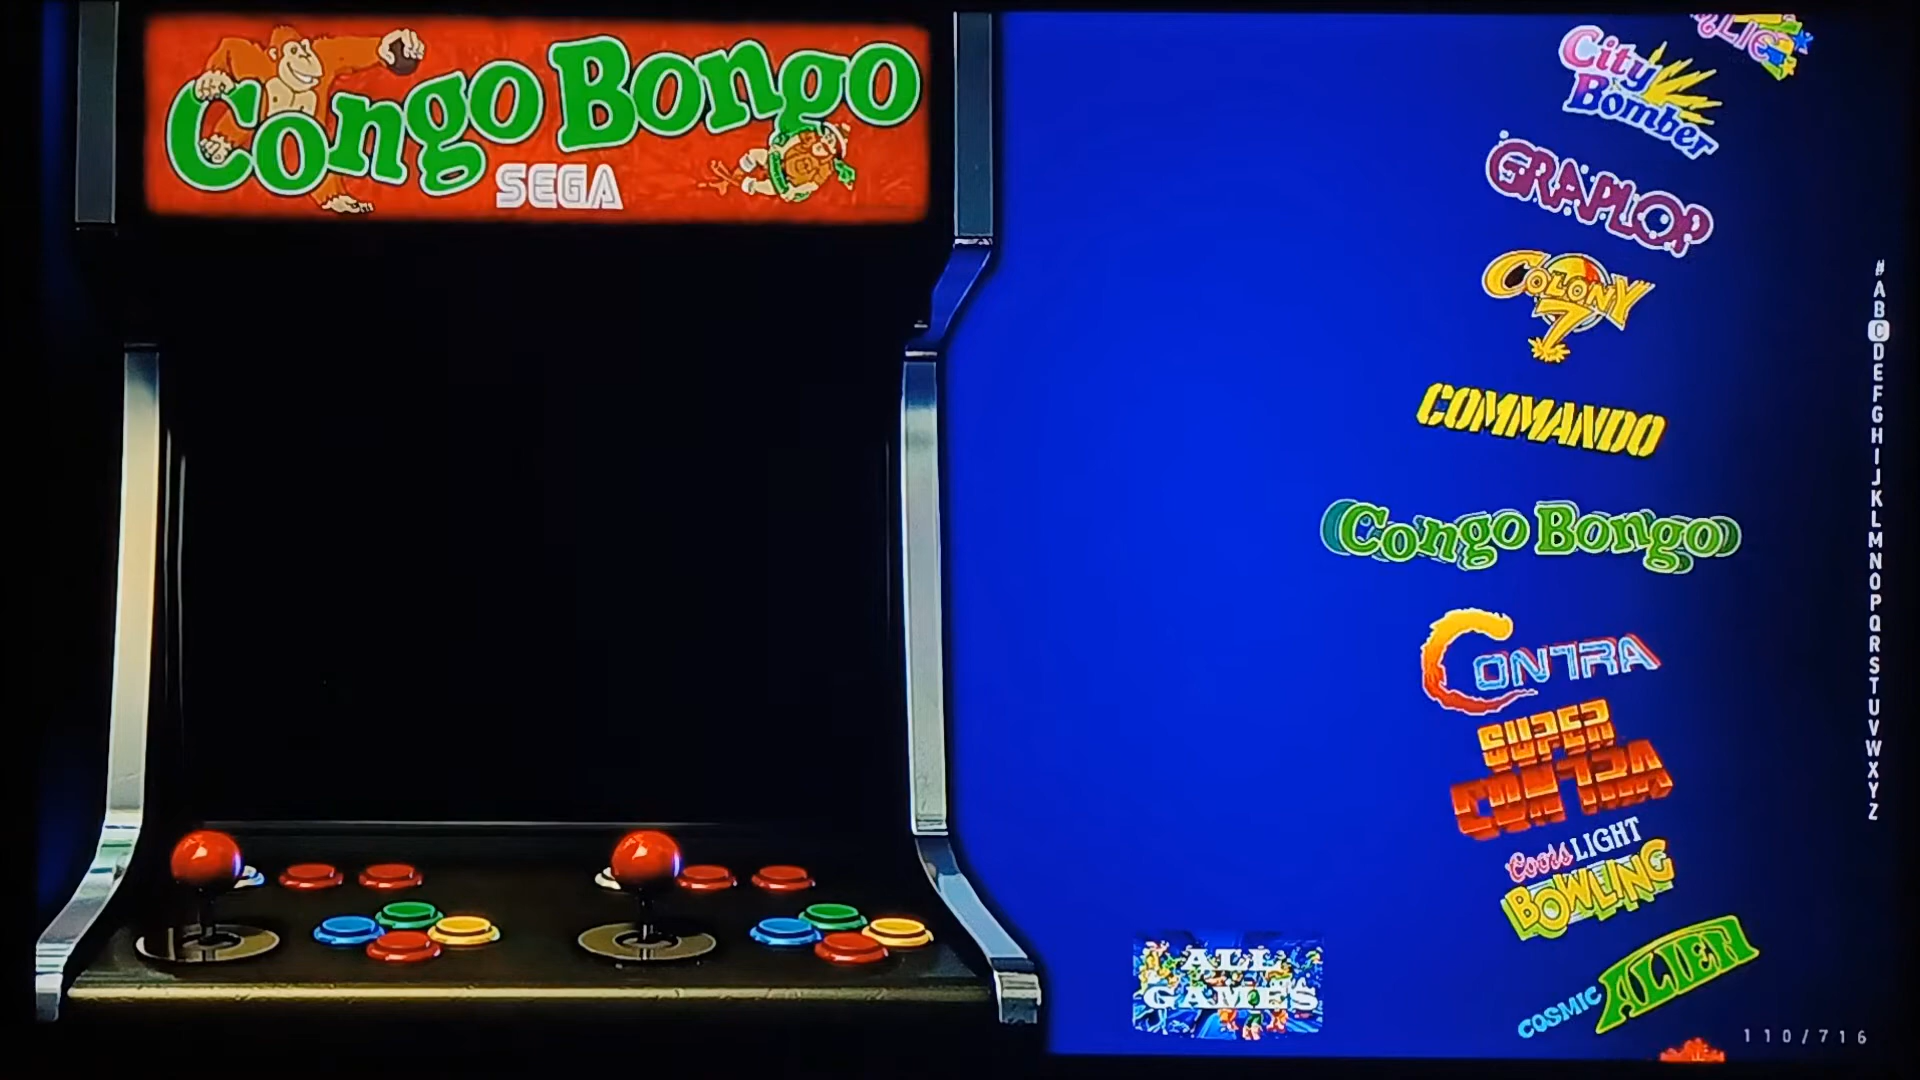 Congo Bongo
SEGA
City
Bomber
GRAPLOP
COLONY
7
COMMANDO
Congo Bongo
CONTRA
SUPER
CONTRA
Coors LIGHT
BOWLING
COSMIC ALIEN
ALL
GAMES
#
A
B
C
D
E
F
G
H
I
J
K
L
M
N
O
P
Q
R
S
T
U
V
W
X
Y
Z
110/716